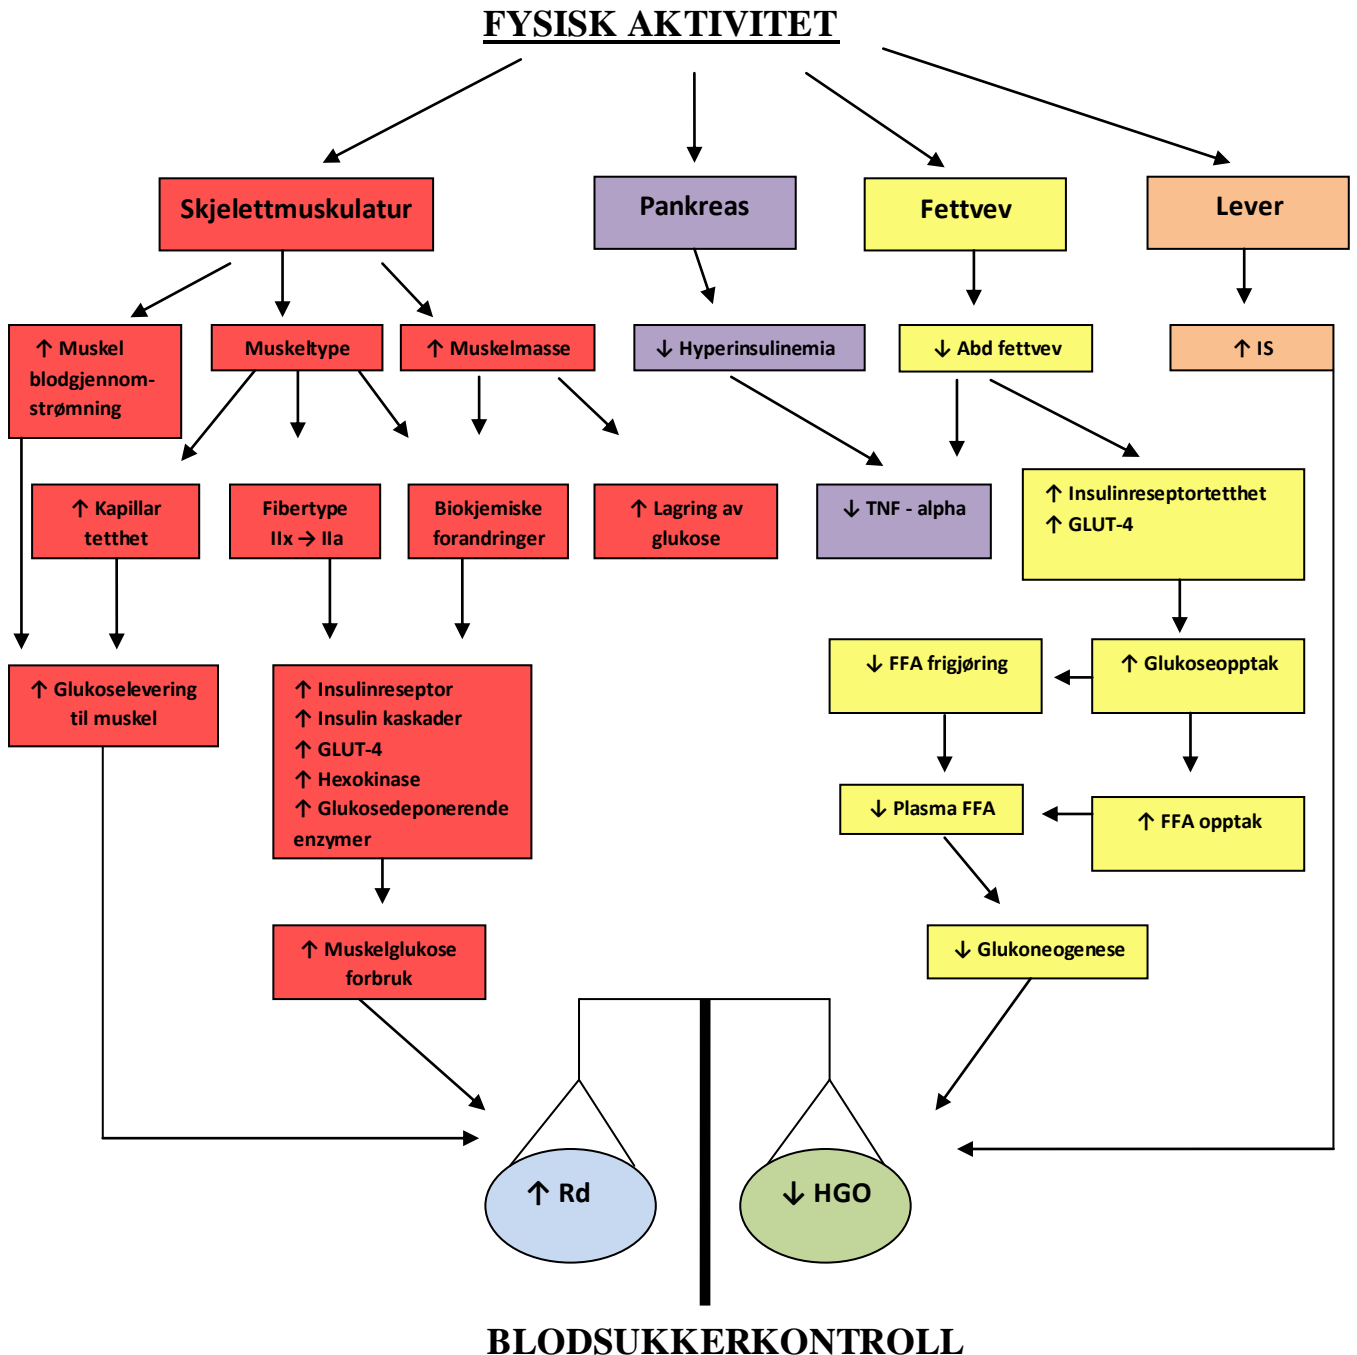 FYSISK AKTIVITET
Skjelettmuskulatur
Pankreas
Fettvev
Lever
↑ Muskel
blodgjennom-
strømning
Muskeltype
↑ Muskelmasse
↓ Hyperinsulinemia
↓ Abd fettvev
↑ IS
↑ Kapillar
tetthet
Fibertype
IIx → IIa
Biokjemiske
forandringer
↑ Lagring av
glukose
↓ TNF - alpha
↑ Insulinreseptortetthet
↑ GLUT-4
↑ Glukoselevering
til muskel
↑ Insulinreseptor
↑ Insulin kaskader
↑ GLUT-4
↑ Hexokinase
↑ Glukosedeponerende
enzymer
↓ FFA frigjøring
↑ Glukoseopptak
↓ Plasma FFA
↑ FFA opptak
↑ Muskelglukose
forbruk
↓ Glukoneogenese
↑ Rd
↓ HGO
BLODSUKKERKONTROLL